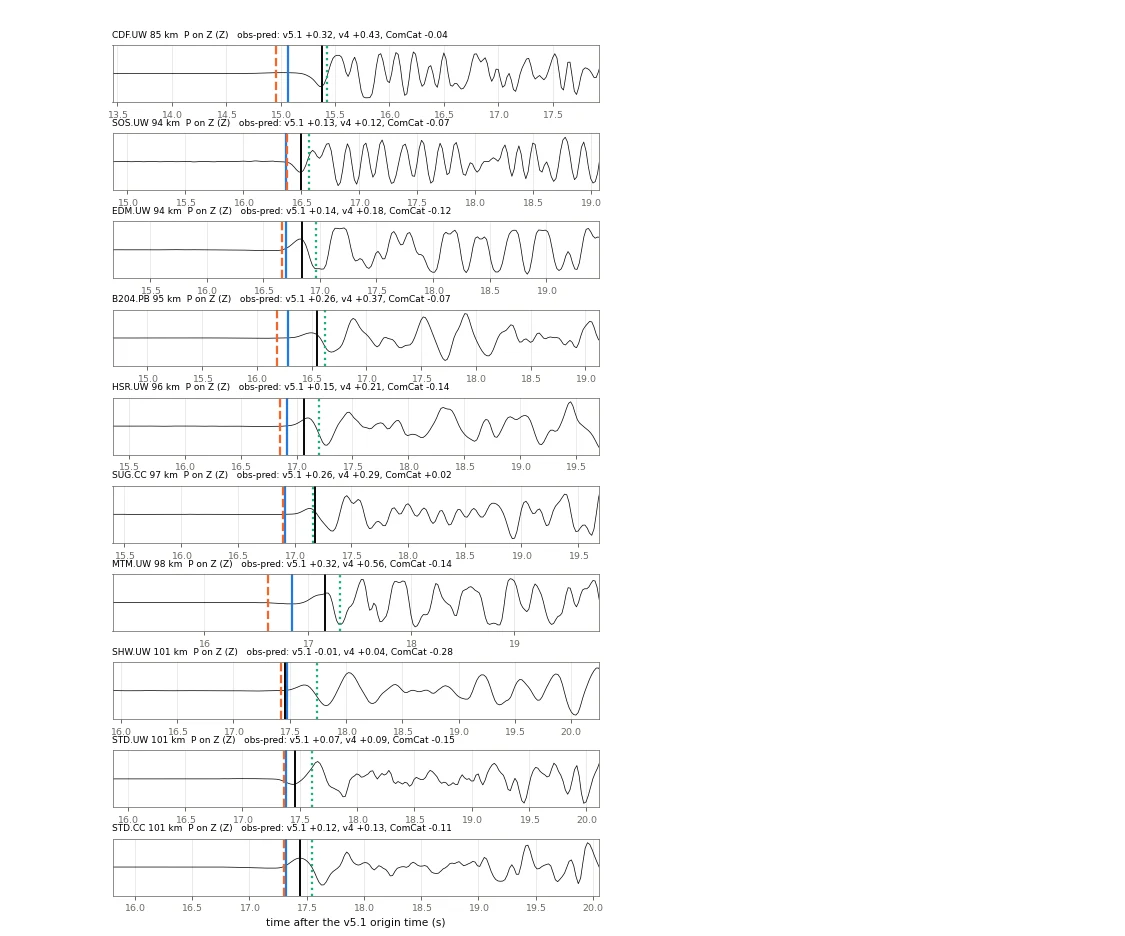 CDF.UW 85 km P on Z (Z) obs-pred: v5.1 +0.32, v4 +0.43, ComCat -0.04
13.5 14.0 14.5 15.0 15.5 16.0 16.5 17.0 17.5
SOS.UW 94 km P on Z (Z) obs-pred: v5.1 +0.13, v4 +0.12, ComCat -0.07
15.0 15.5 16.0 16.5 17.0 17.5 18.0 18.5 19.0
EDM.UW 94 km P on Z (Z) obs-pred: v5.1 +0.14, v4 +0.18, ComCat -0.12
15.5 16.0 16.5 17.0 17.5 18.0 18.5 19.0
B204.PB 95 km P on Z (Z) obs-pred: v5.1 +0.26, v4 +0.37, ComCat -0.07
15.0 15.5 16.0 16.5 17.0 17.5 18.0 18.5 19.0
HSR.UW 96 km P on Z (Z) obs-pred: v5.1 +0.15, v4 +0.21, ComCat -0.14
15.5 16.0 16.5 17.0 17.5 18.0 18.5 19.0 19.5
SUG.CC 97 km P on Z (Z) obs-pred: v5.1 +0.26, v4 +0.29, ComCat +0.02
15.5 16.0 16.5 17.0 17.5 18.0 18.5 19.0 19.5
MTM.UW 98 km P on Z (Z) obs-pred: v5.1 +0.32, v4 +0.56, ComCat -0.14
16 17 18 19
SHW.UW 101 km P on Z (Z) obs-pred: v5.1 -0.01, v4 +0.04, ComCat -0.28
16.0 16.5 17.0 17.5 18.0 18.5 19.0 19.5 20.0
STD.UW 101 km P on Z (Z) obs-pred: v5.1 +0.07, v4 +0.09, ComCat -0.15
16.0 16.5 17.0 17.5 18.0 18.5 19.0 19.5 20.0
STD.CC 101 km P on Z (Z) obs-pred: v5.1 +0.12, v4 +0.13, ComCat -0.11
16.0 16.5 17.0 17.5 18.0 18.5 19.0 19.5 20.0
time after the v5.1 origin time (s)